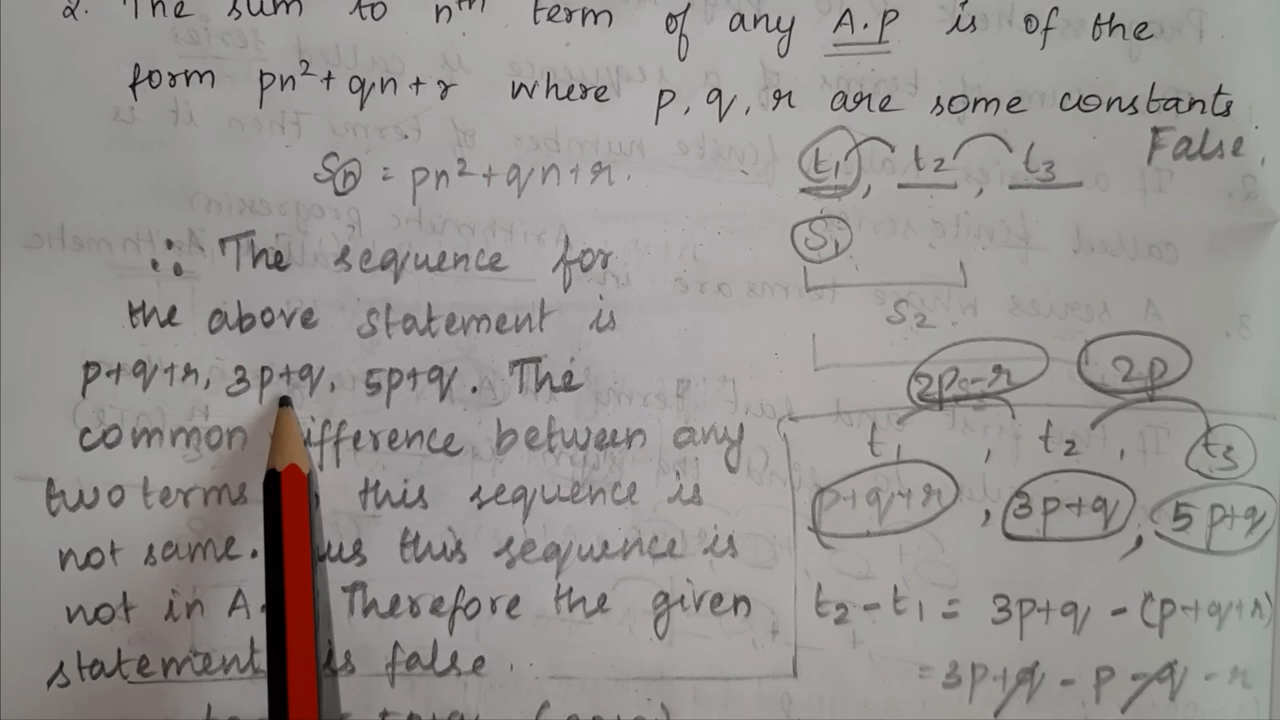 2. The sum to nth term of any A.P is of the
form pn²+qn+r where p, q, r are some constants.
False.
Sn = pn²+qn+r.
t1, t2, t3
S1
S2
∴ The sequence for
the above statement is
p+q+r, 3p+q, 5p+q. The
common difference between any
two terms this sequence is
not same. this sequence is
not in A. Therefore the given
statement is false.
2p-r 2p
t1, t2, t3
p+q+r, 3p+q, 5p+q
t2-t1 = 3p+q - (p+q+r)
= 3p+q - p - q - r